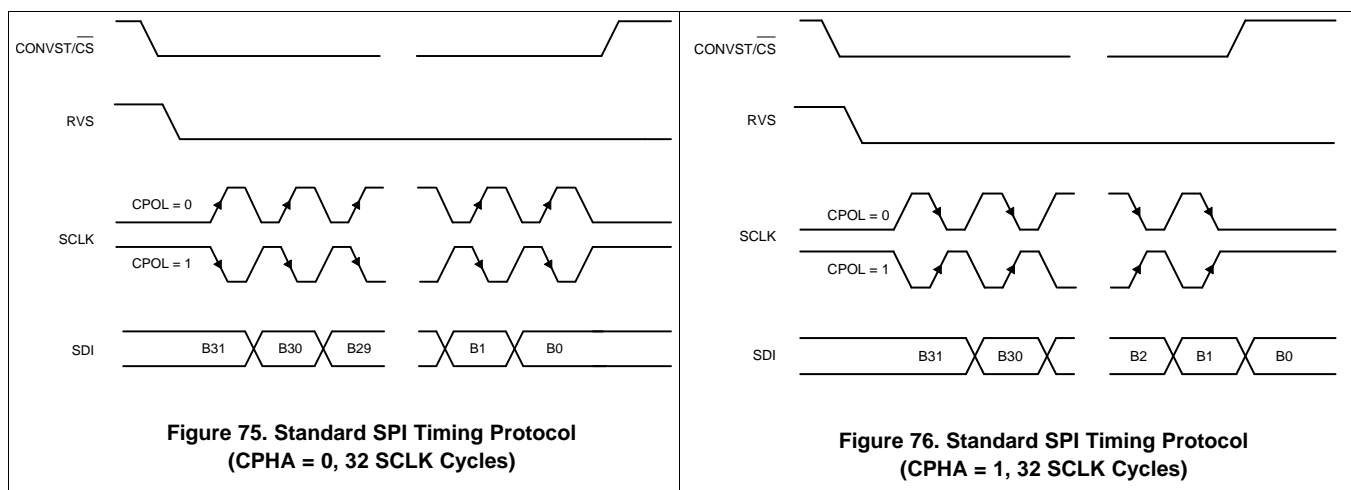 CONVST/CS
RVS
CPOL = 0
SCLK
CPOL = 1
SDI
B31 B30 B29 B1 B0
Figure 75. Standard SPI Timing Protocol
(CPHA = 0, 32 SCLK Cycles)
CONVST/CS
RVS
CPOL = 0
SCLK
CPOL = 1
SDI
B31 B30 B2 B1 B0
Figure 76. Standard SPI Timing Protocol
(CPHA = 1, 32 SCLK Cycles)